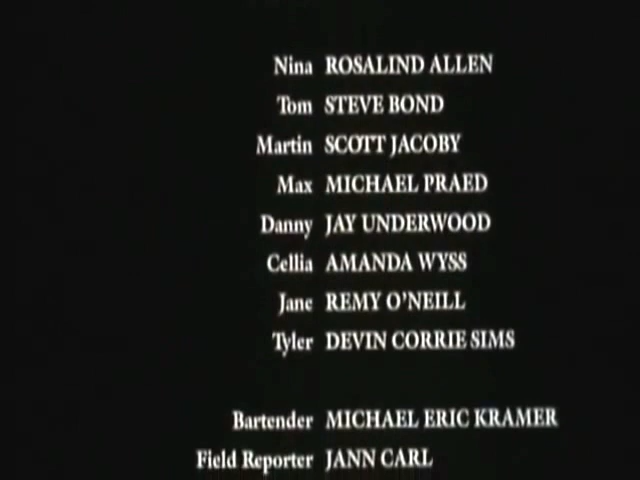 Nina ROSALIND ALLEN
Tom STEVE BOND
Martin SCOTT JACOBY
Max MICHAEL PRAED
Danny JAY UNDERWOOD
Cellia AMANDA WYSS
Jane REMY O'NEILL
Tyler DEVIN CORRIE SIMS
Bartender MICHAEL ERIC KRAMER
Field Reporter JANN CARL